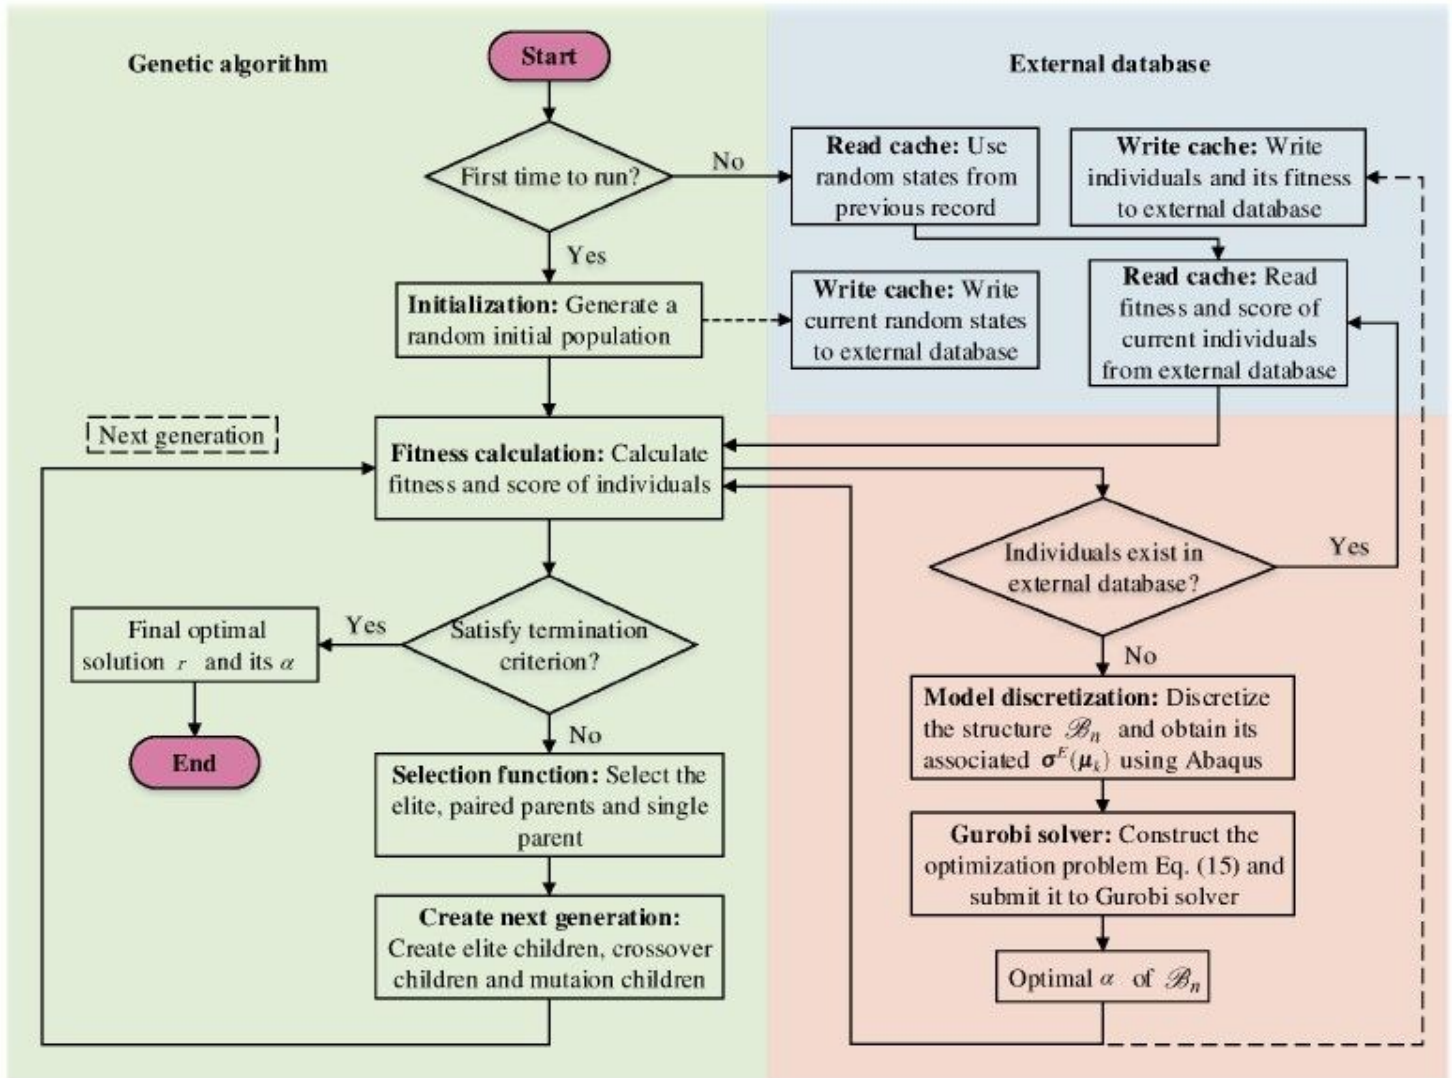 Genetic algorithm
Start
External database
First time to run?
No
Yes
Read cache: Use
random states from
previous record
Write cache: Write
individuals and its fitness
to external database
Initialization: Generate a
random initial population
Write cache: Write
current random states
to external database
Read cache: Read
fitness and score of
current individuals
from external database
Next generation
Fitness calculation: Calculate
fitness and score of individuals
Individuals exist in
external database?
Yes
No
Satisfy termination
criterion?
Yes
No
Final optimal
solution r and its α
End
Selection function: Select the
elite, paired parents and single
parent
Create next generation:
Create elite children, crossover
children and mutaion children
Model discretization: Discretize
the structure ℬₙ and obtain its
associated σᴱ(μₖ) using Abaqus
Gurobi solver: Construct the
optimization problem Eq. (15) and
submit it to Gurobi solver
Optimal α of ℬₙ